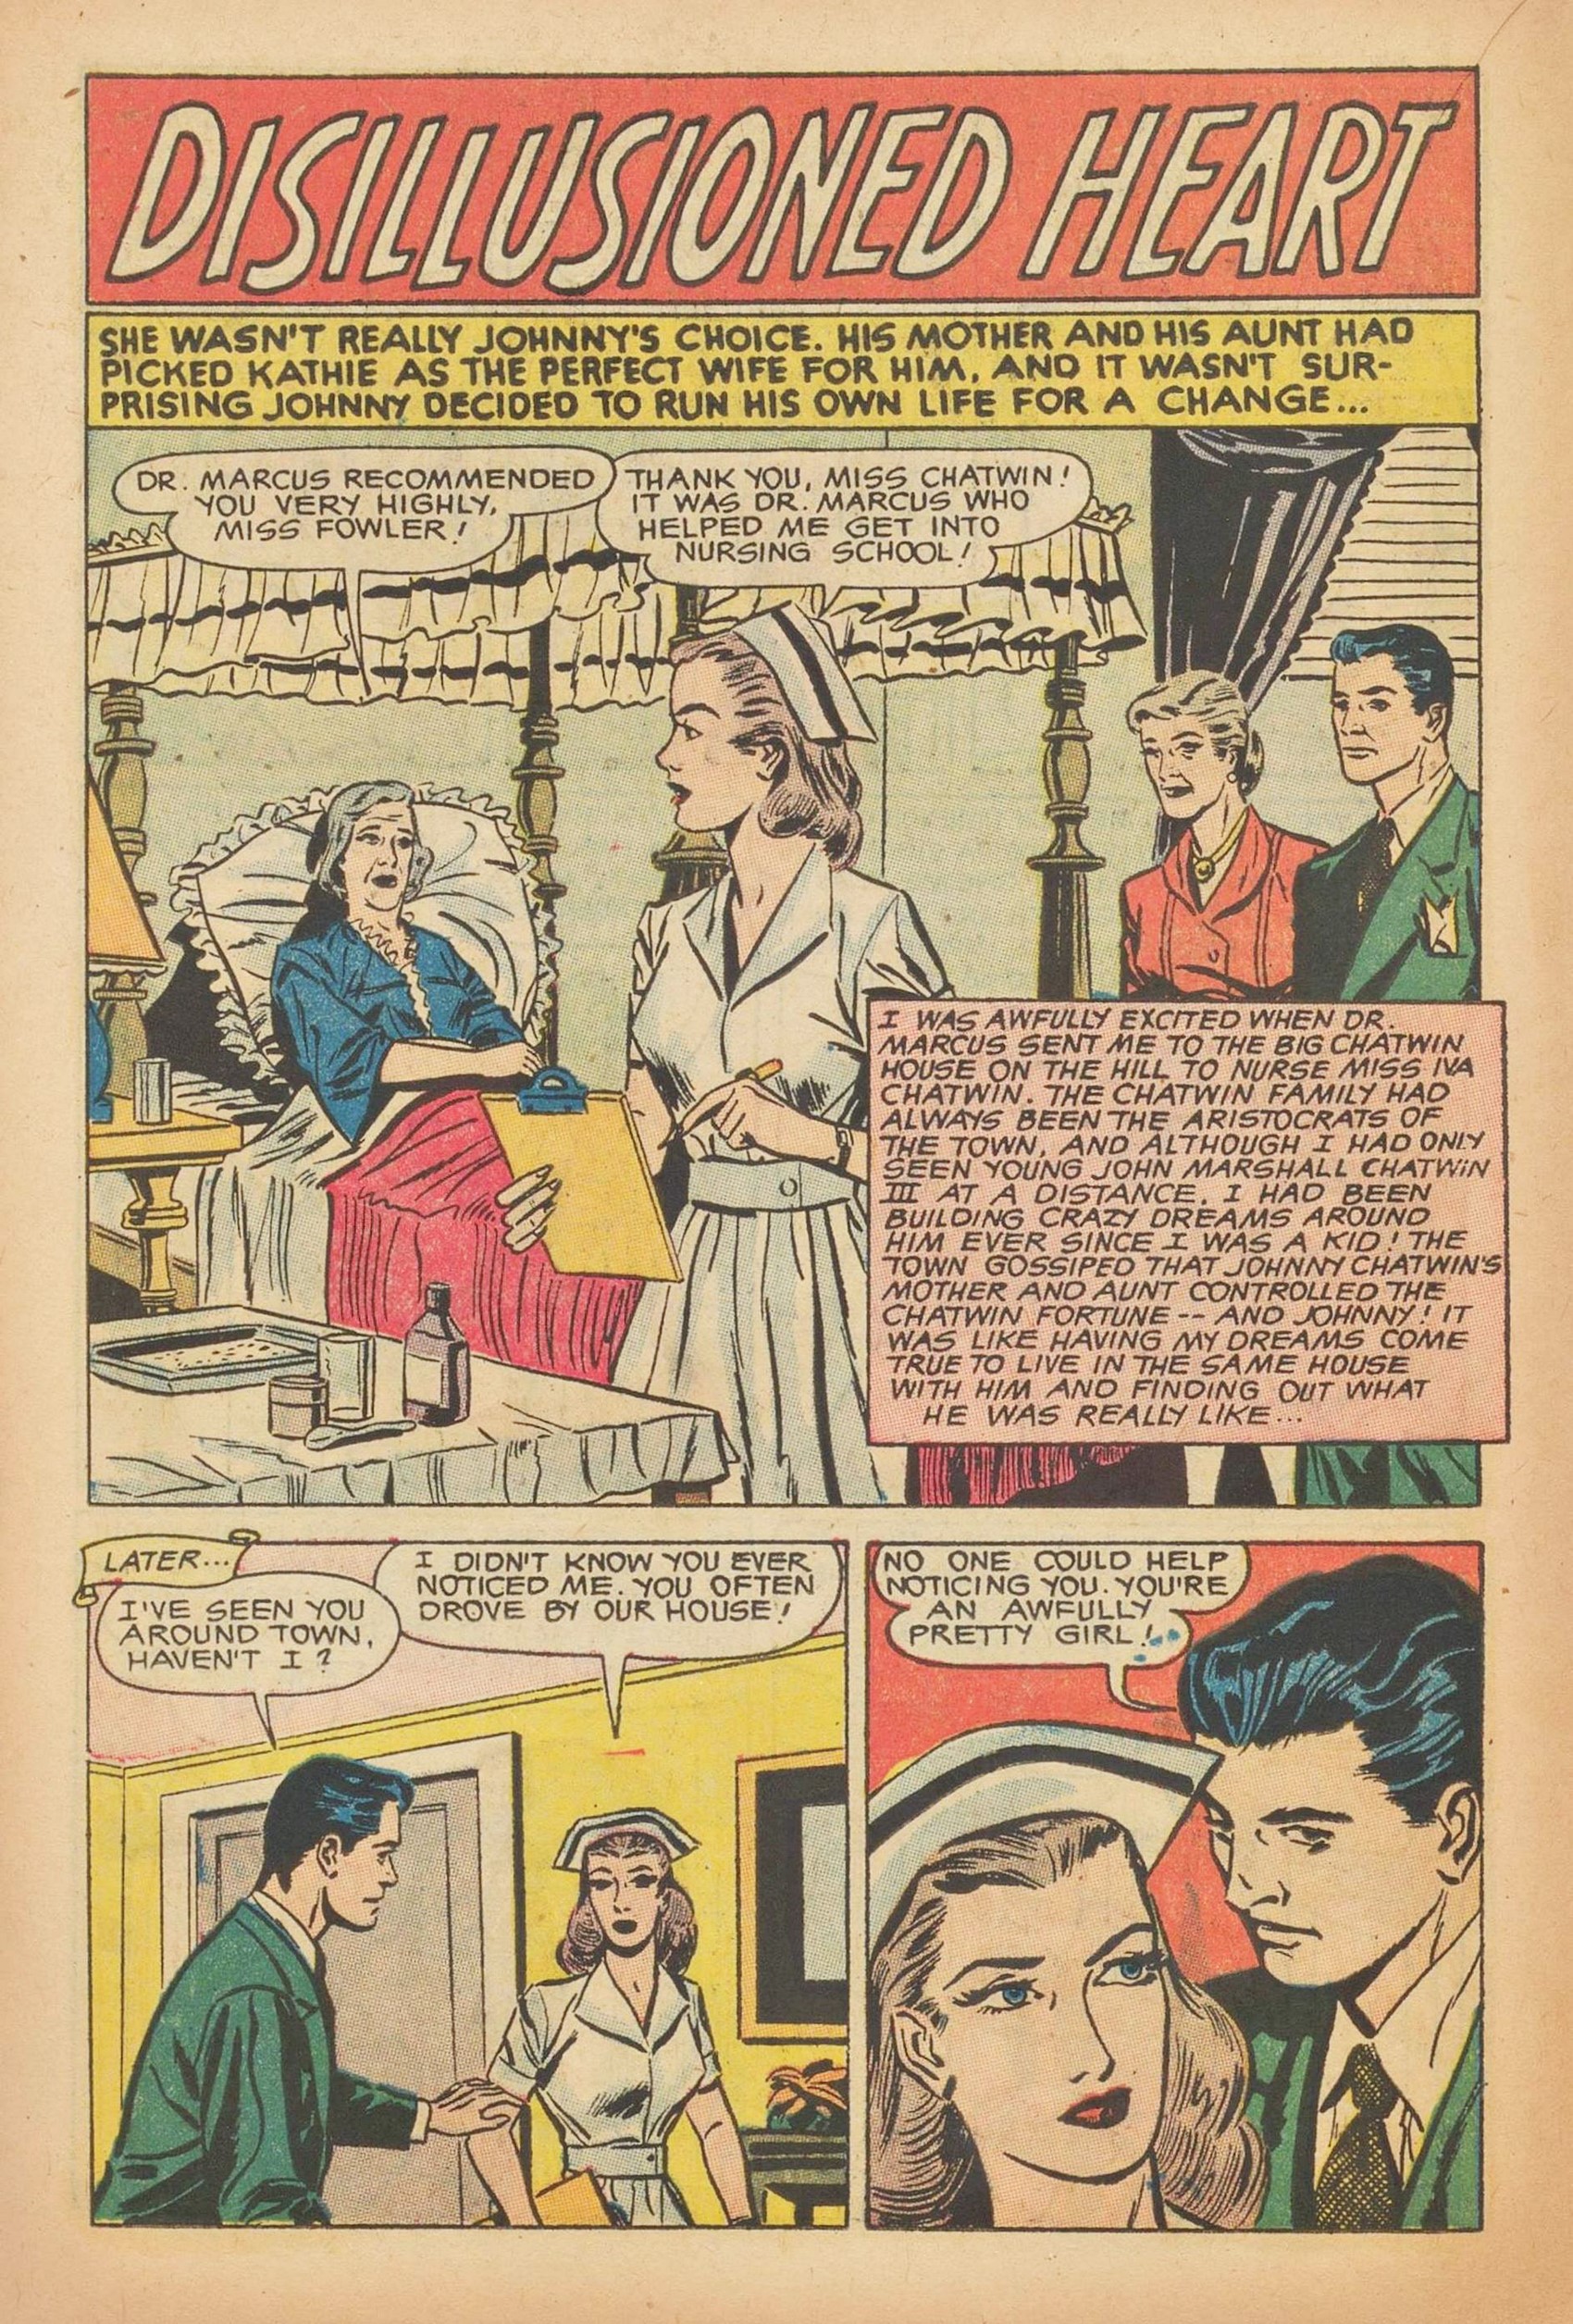 DISILLUSIONED HEART
SHE WASN'T REALLY JOHNNY'S CHOICE. HIS MOTHER AND HIS AUNT HAD
PICKED KATHIE AS THE PERFECT WIFE FOR HIM, AND IT WASN'T SUR-
PRISING JOHNNY DECIDED TO RUN HIS OWN LIFE FOR A CHANGE...
DR. MARCUS RECOMMENDED
YOU VERY HIGHLY,
MISS FOWLER!
THANK YOU, MISS CHATWIN!
IT WAS DR. MARCUS WHO
HELPED ME GET INTO
NURSING SCHOOL!
I WAS AWFULLY EXCITED WHEN DR.
MARCUS SENT ME TO THE BIG CHATWIN
HOUSE ON THE HILL TO NURSE MISS IVA
CHATWIN. THE CHATWIN FAMILY HAD
ALWAYS BEEN THE ARISTOCRATS OF
THE TOWN, AND ALTHOUGH I HAD ONLY
SEEN YOUNG JOHN MARSHALL CHATWIN
III AT A DISTANCE, I HAD BEEN
BUILDING CRAZY DREAMS AROUND
HIM EVER SINCE I WAS A KID! THE
TOWN GOSSIPED THAT JOHNNY CHATWIN'S
MOTHER AND AUNT CONTROLLED THE
CHATWIN FORTUNE -- AND JOHNNY! IT
WAS LIKE HAVING MY DREAMS COME
TRUE TO LIVE IN THE SAME HOUSE
WITH HIM AND FINDING OUT WHAT
HE WAS REALLY LIKE...
LATER...
I'VE SEEN YOU
AROUND TOWN,
HAVEN'T I?
I DIDN'T KNOW YOU EVER
NOTICED ME. YOU OFTEN
DROVE BY OUR HOUSE!
NO ONE COULD HELP
NOTICING YOU. YOU'RE
AN AWFULLY
PRETTY GIRL!